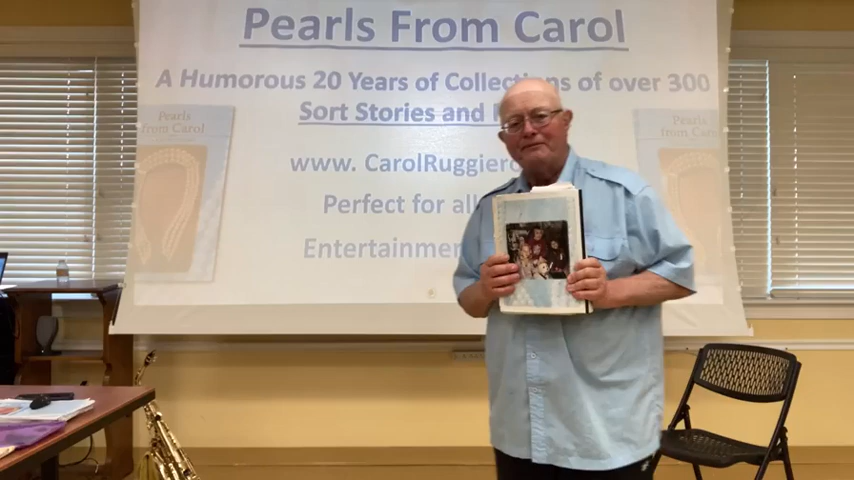 Pearls From Carol
A Humorous 20 Years of Collections of over 300
Sort Stories and
www. CarolRuggiero
Perfect for all
Entertainmen
Pearls
From Carol
Pearls
from Carol